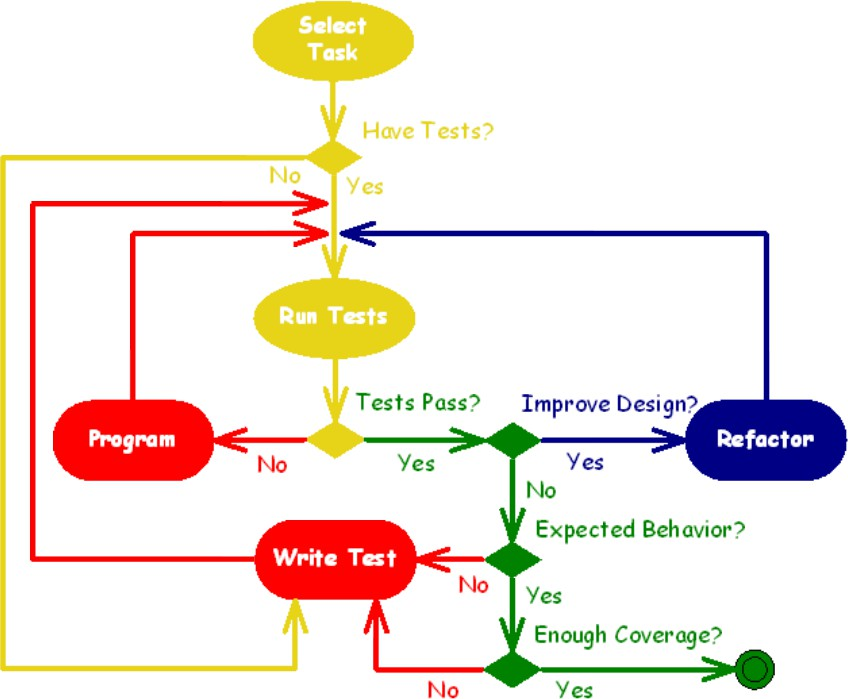 Select
Task
Have Tests?
No
Yes
Run Tests
Tests Pass?
Improve Design?
Program
Refactor
No
Yes
Yes
No
Expected Behavior?
Write Test
No
Yes
Enough Coverage?
No
Yes